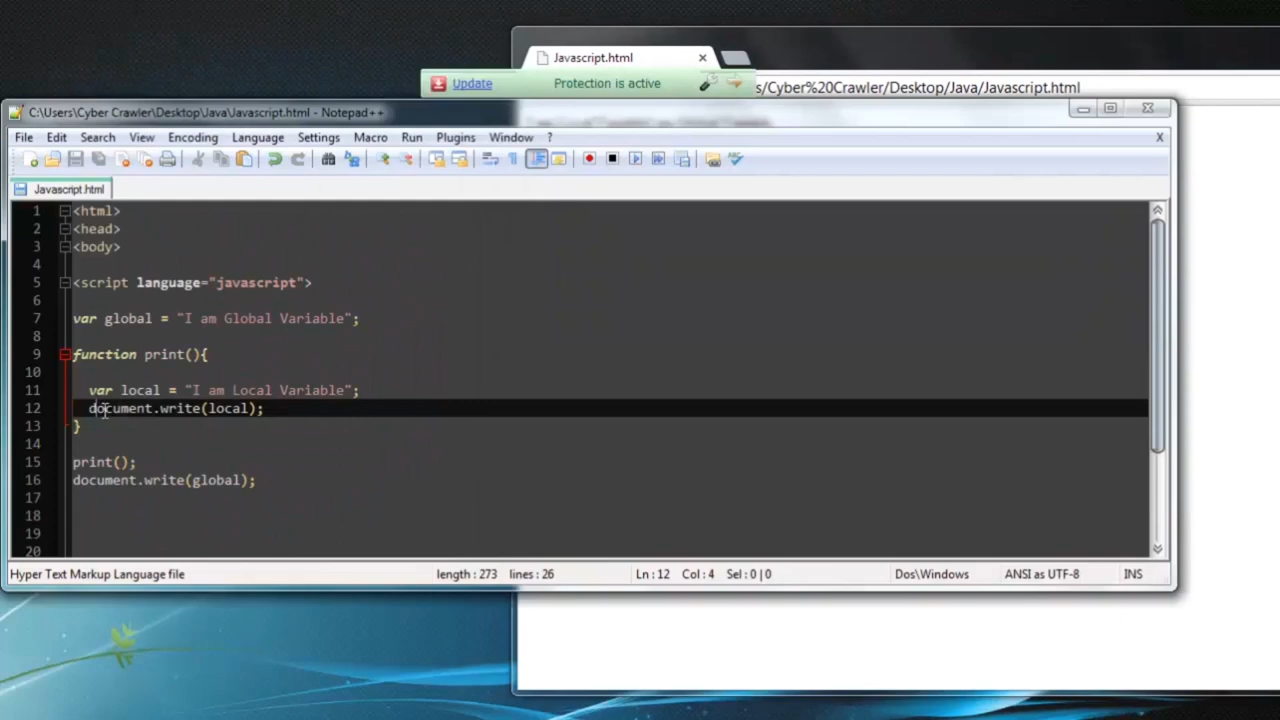 Javascript.html
Update Protection is active
s/Cyber%20Crawler/Desktop/Java/Javascript.html
C:\Users\Cyber Crawler\Desktop\Java\Javascript.html - Notepad++
File Edit Search View Encoding Language Settings Macro Run Plugins Window ? X
Javascript.html
1 <html>
2 <head>
3 <body>
4
5 <script language="javascript">
6
7 var global = "I am Global Variable";
8
9 function print(){
10
11 var local = "I am Local Variable";
12 document.write(local);
13 }
14
15 print();
16 document.write(global);
17
18
19
20
Hyper Text Markup Language file length : 273 lines : 26 Ln : 12 Col : 4 Sel : 0 | 0 Dos\Windows ANSI as UTF-8 INS